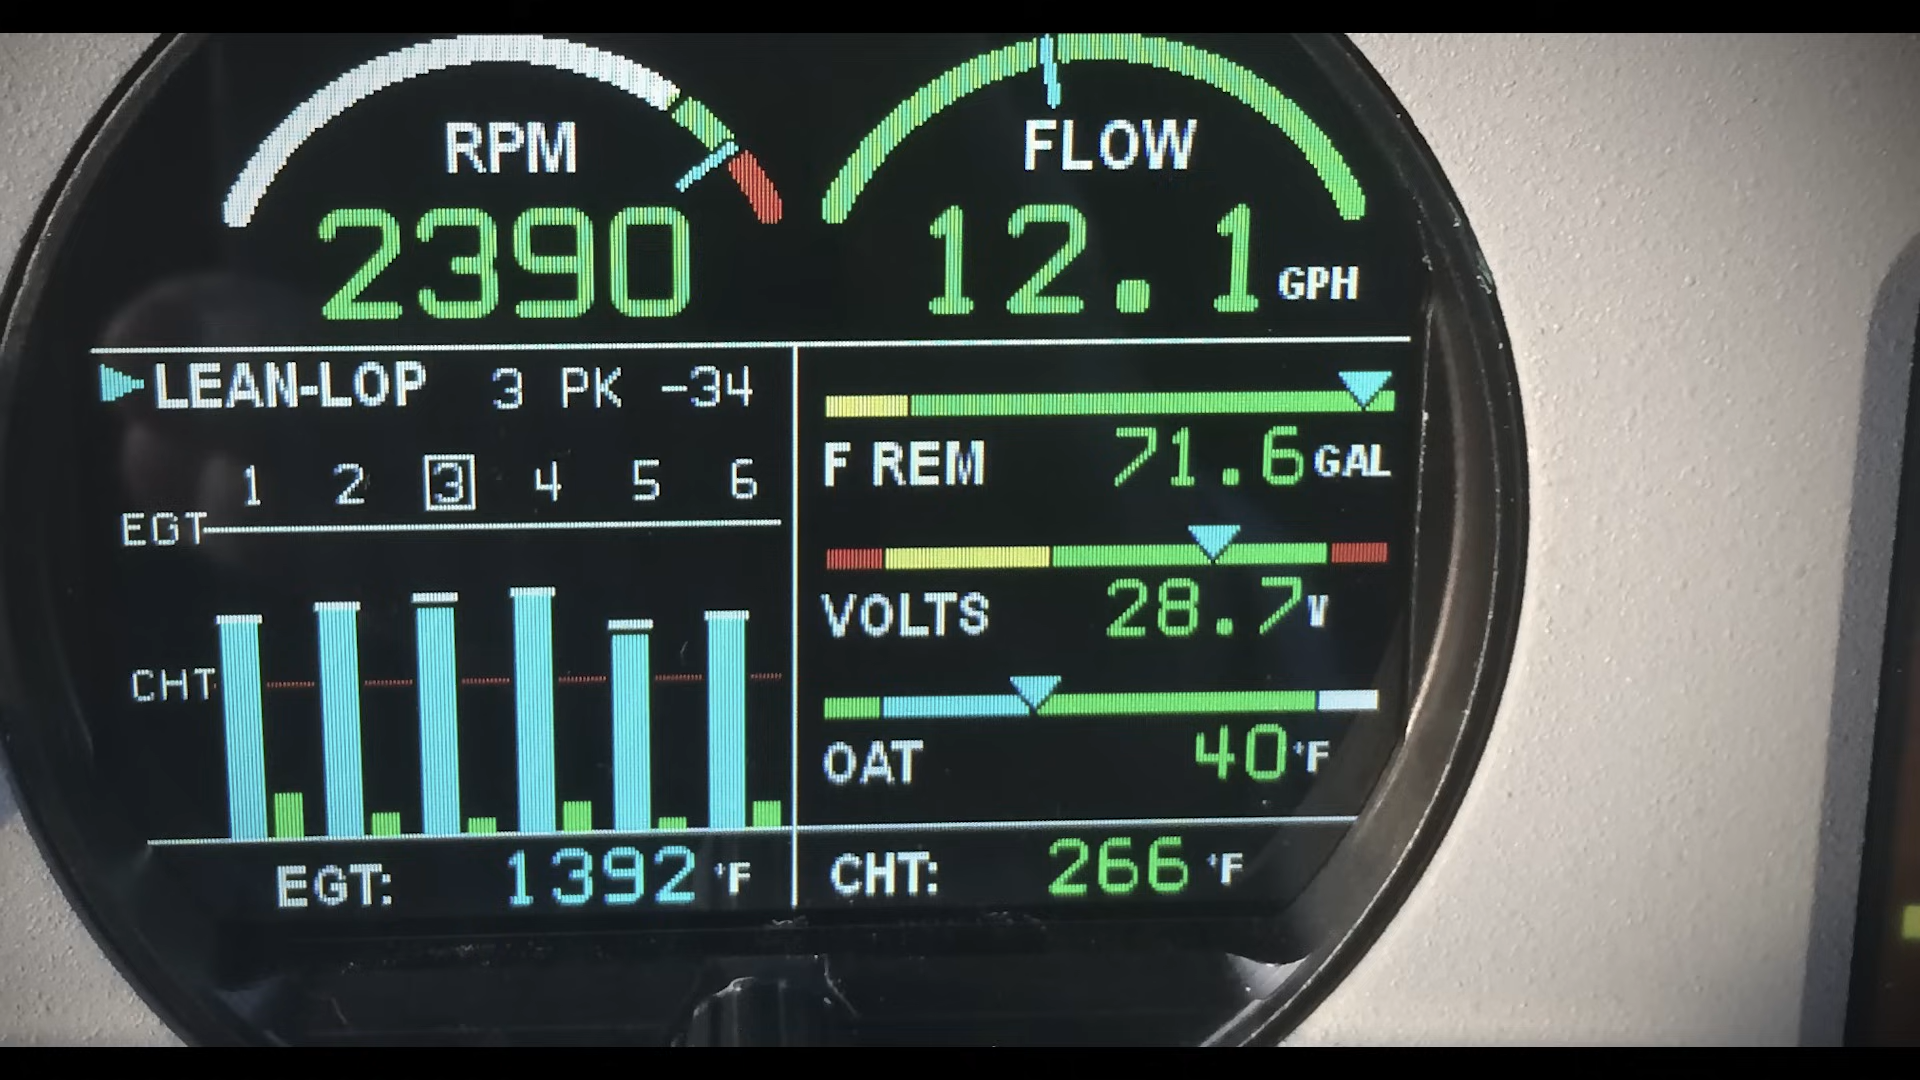 RPM
2390
FLOW
12.1 GPH
LEAN-LOP 3 PK -34
1 2 3 4 5 6
EGT
CHT
F REM 71.6 GAL
VOLTS 28.7 V
OAT 40 °F
EGT: 1392 °F
CHT: 266 °F